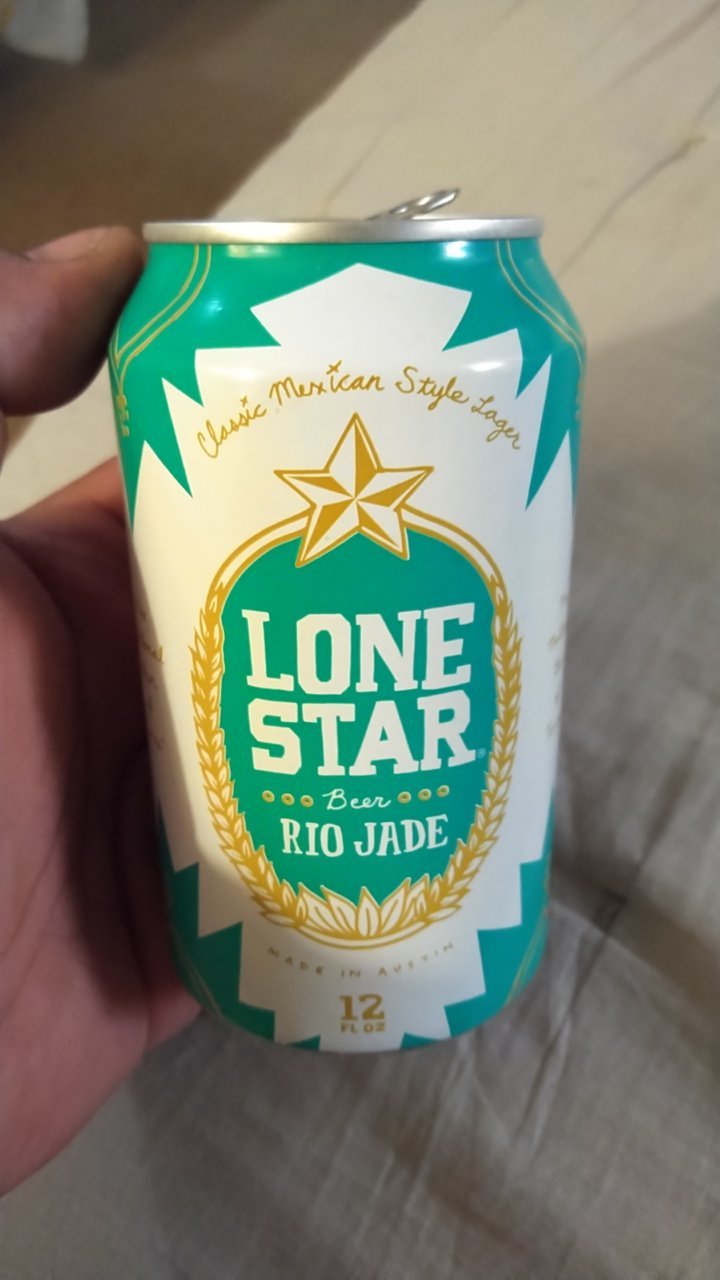 Classic Mexican Style Lager
LONE
STAR®
Beer
RIO JADE
MADE IN AUSTIN
12
FL OZ